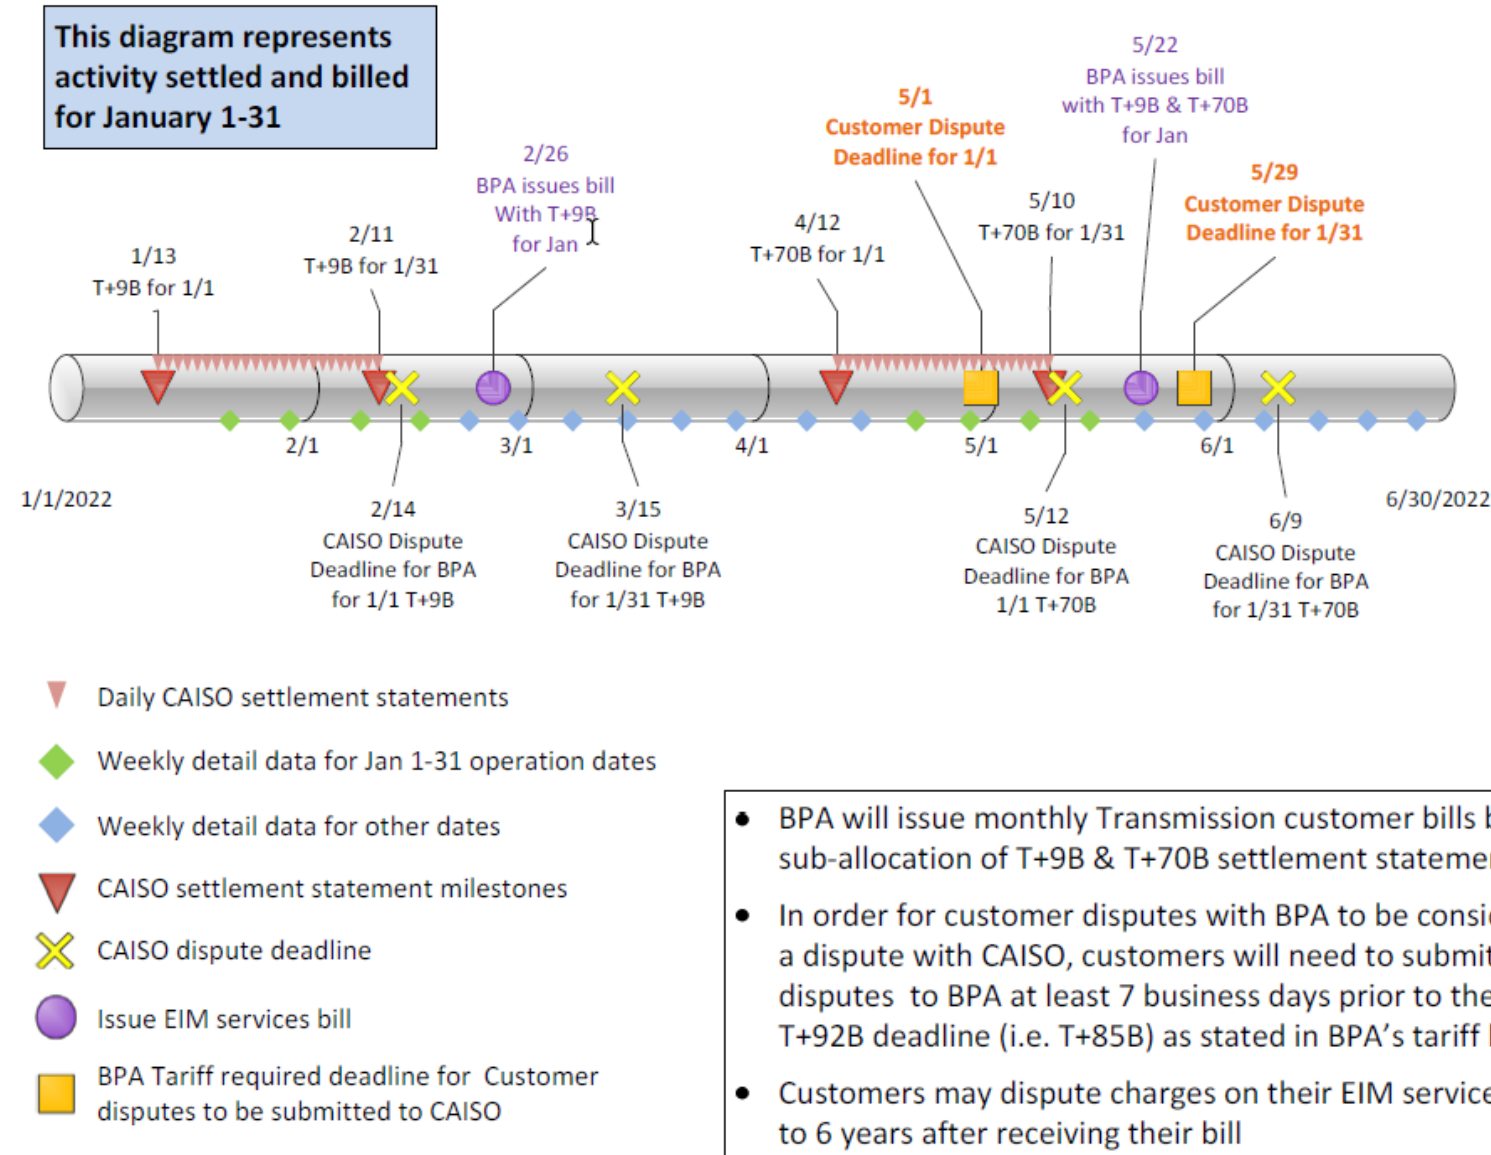 This diagram represents
activity settled and billed
for January 1-31
5/22
BPA issues bill
with T+9B & T+70B
for Jan
5/1
Customer Dispute
Deadline for 1/1
2/26
BPA issues bill
With T+9B
for Jan
5/29
Customer Dispute
Deadline for 1/31
5/10
T+70B for 1/31
4/12
T+70B for 1/1
2/11
T+9B for 1/31
1/13
T+9B for 1/1
2/1
3/1
4/1
5/1
6/1
1/1/2022
6/30/2022
2/14
CAISO Dispute
Deadline for BPA
for 1/1 T+9B
3/15
CAISO Dispute
Deadline for BPA
for 1/31 T+9B
5/12
CAISO Dispute
Deadline for BPA
1/1 T+70B
6/9
CAISO Dispute
Deadline for BPA
for 1/31 T+70B
Daily CAISO settlement statements
Weekly detail data for Jan 1-31 operation dates
Weekly detail data for other dates
CAISO settlement statement milestones
CAISO dispute deadline
Issue EIM services bill
BPA Tariff required deadline for Customer
disputes to be submitted to CAISO
• BPA will issue monthly Transmission customer bills
sub-allocation of T+9B & T+70B settlement
• In order for customer disputes with BPA to be
a dispute with CAISO, customers will need to submit
disputes to BPA at least 7 business days prior to the
T+92B deadline (i.e. T+85B) as stated in BPA's tariff
• Customers may dispute charges on their EIM
to 6 years after receiving their bill